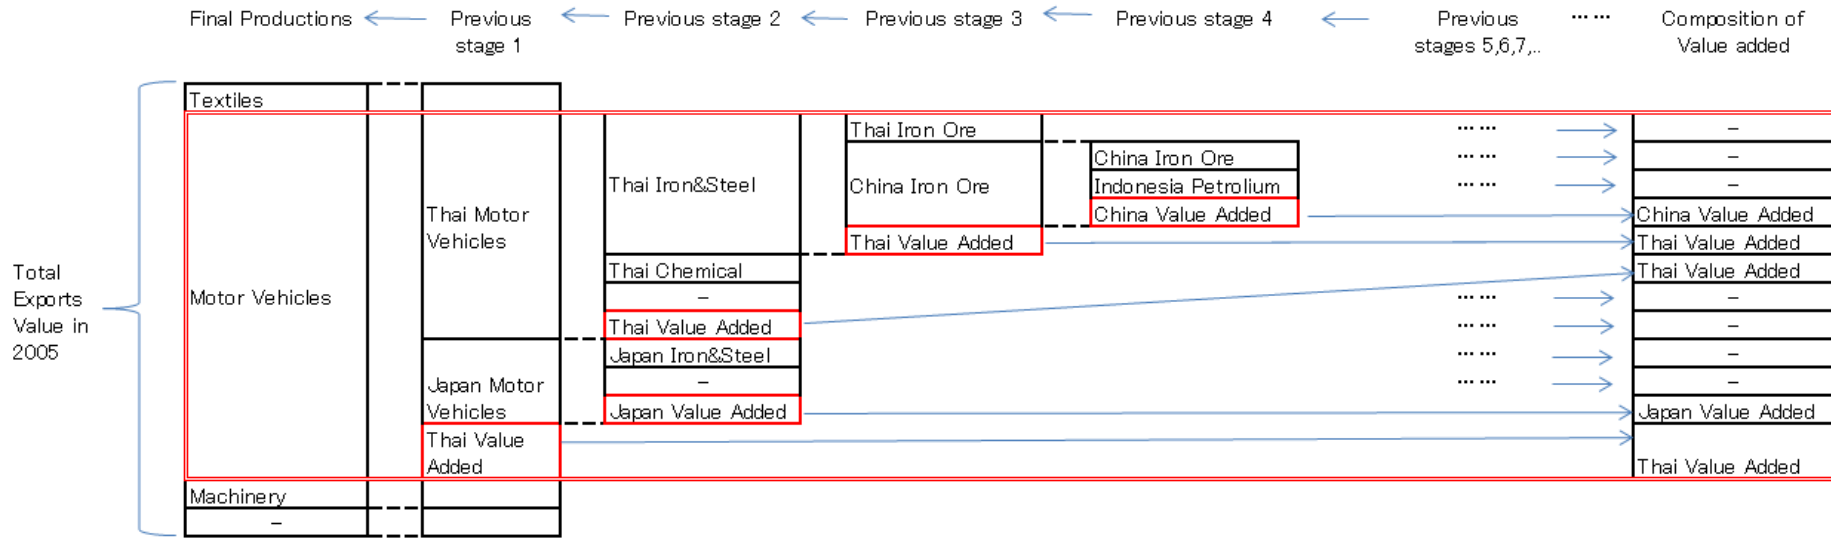 Final Productions
Previous
stage 1
Previous stage 2
Previous stage 3
Previous stage 4
Previous
stages 5,6,7,..
... ...
Composition of
Value added
Total
Exports
Value in
2005
Textiles
Motor Vehicles
Machinery
–
Thai Motor
Vehicles
Japan Motor
Vehicles
Thai Value
Added
Thai Iron&Steel
Thai Chemical
–
Thai Value Added
Japan Iron&Steel
–
Japan Value Added
Thai Iron Ore
China Iron Ore
Thai Value Added
China Iron Ore
Indonesia Petrolium
China Value Added
... ...
... ...
... ...
... ...
... ...
... ...
... ...
–
–
–
China Value Added
Thai Value Added
Thai Value Added
–
–
–
–
Japan Value Added
Thai Value Added